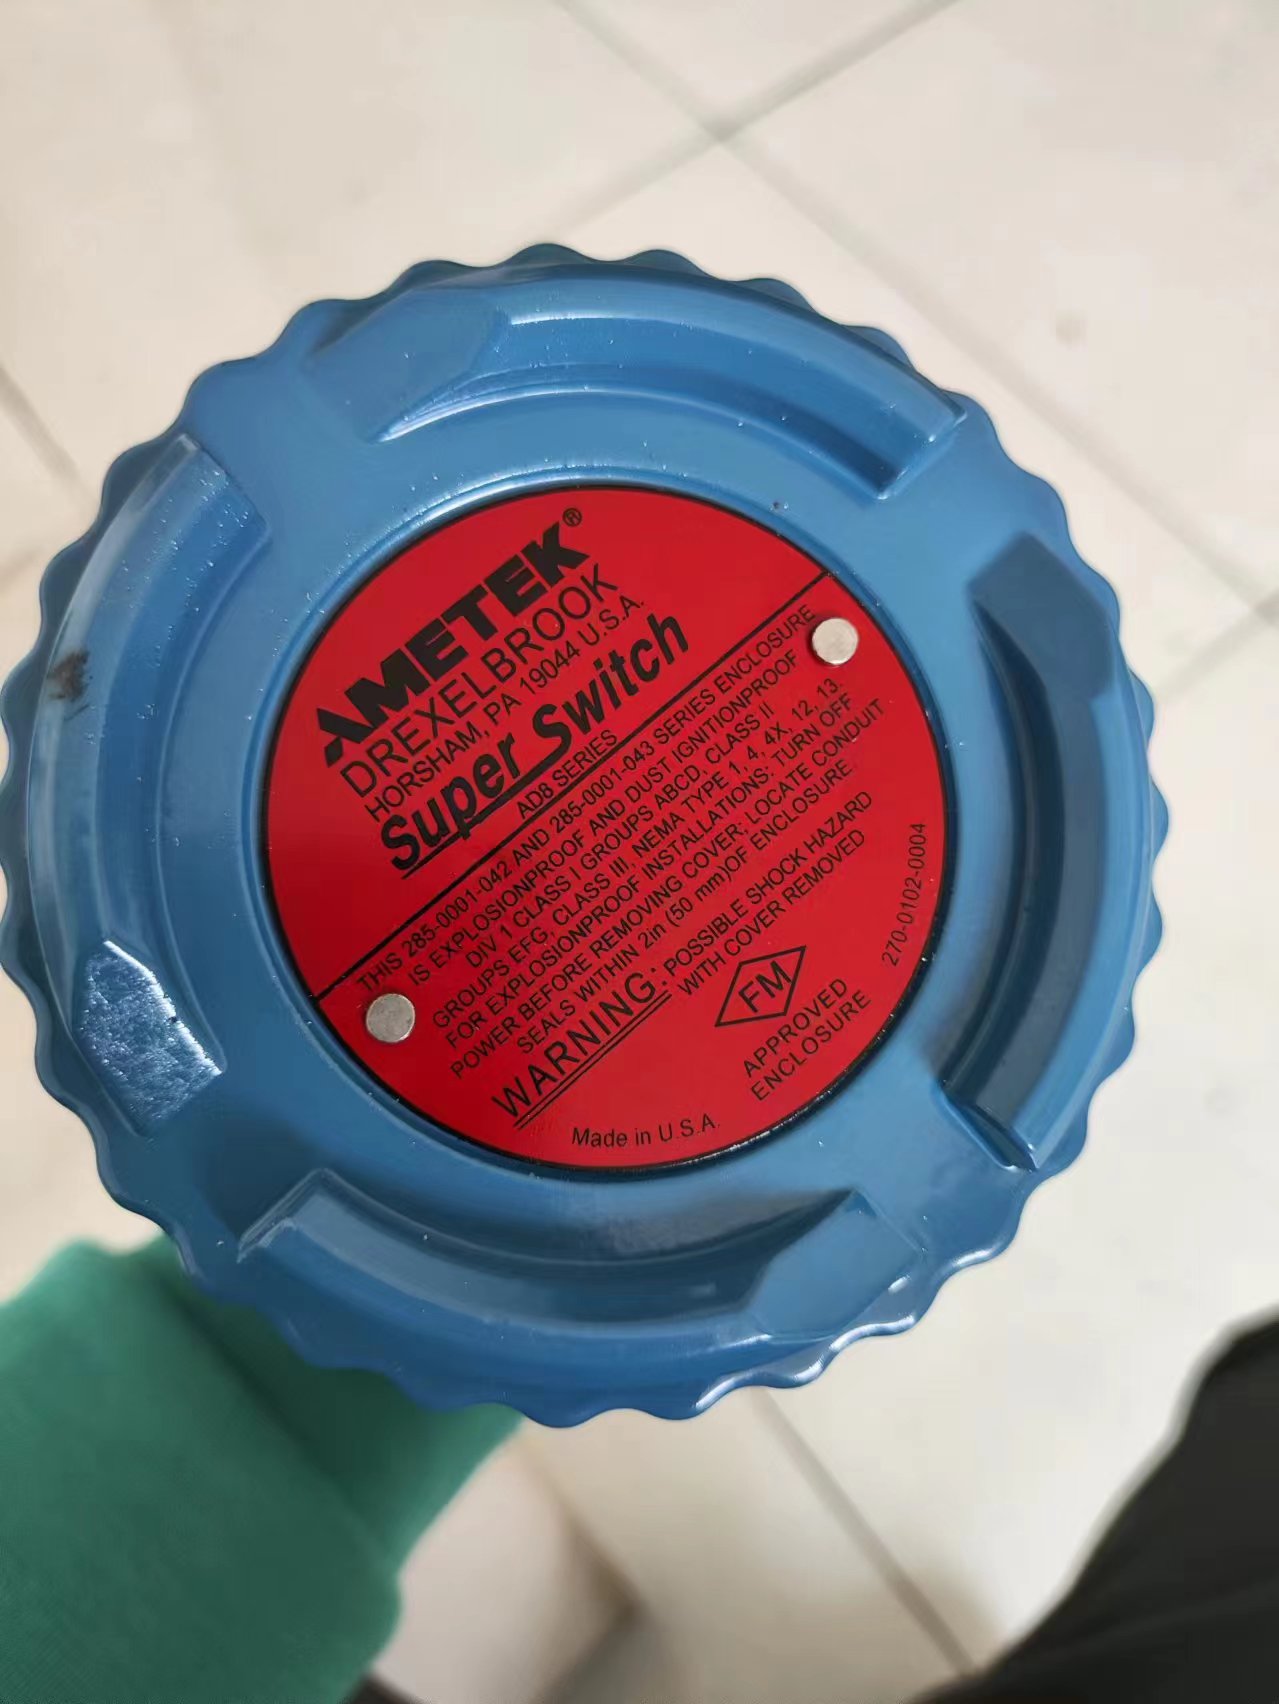 AMETEK®
DREXELBROOK
HORSHAM, PA 19044 U.S.A.
Super Switch
AD8 SERIES
THIS 285-0001-042 AND 285-0001-043 SERIES ENCLOSURE
IS EXPLOSIONPROOF AND DUST IGNITIONPROOF
DIV 1 CLASS I GROUPS ABCD, CLASS II
GROUPS EFG, CLASS III, NEMA TYPE 1, 4, 4X, 12, 13.
FOR EXPLOSIONPROOF INSTALLATIONS: TURN OFF
POWER BEFORE REMOVING COVER; LOCATE CONDUIT
SEALS WITHIN 2in (50 mm)OF ENCLOSURE.
WARNING: POSSIBLE SHOCK HAZARD
WITH COVER REMOVED
FM
APPROVED
ENCLOSURE
270-0102-0004
Made in U.S.A.